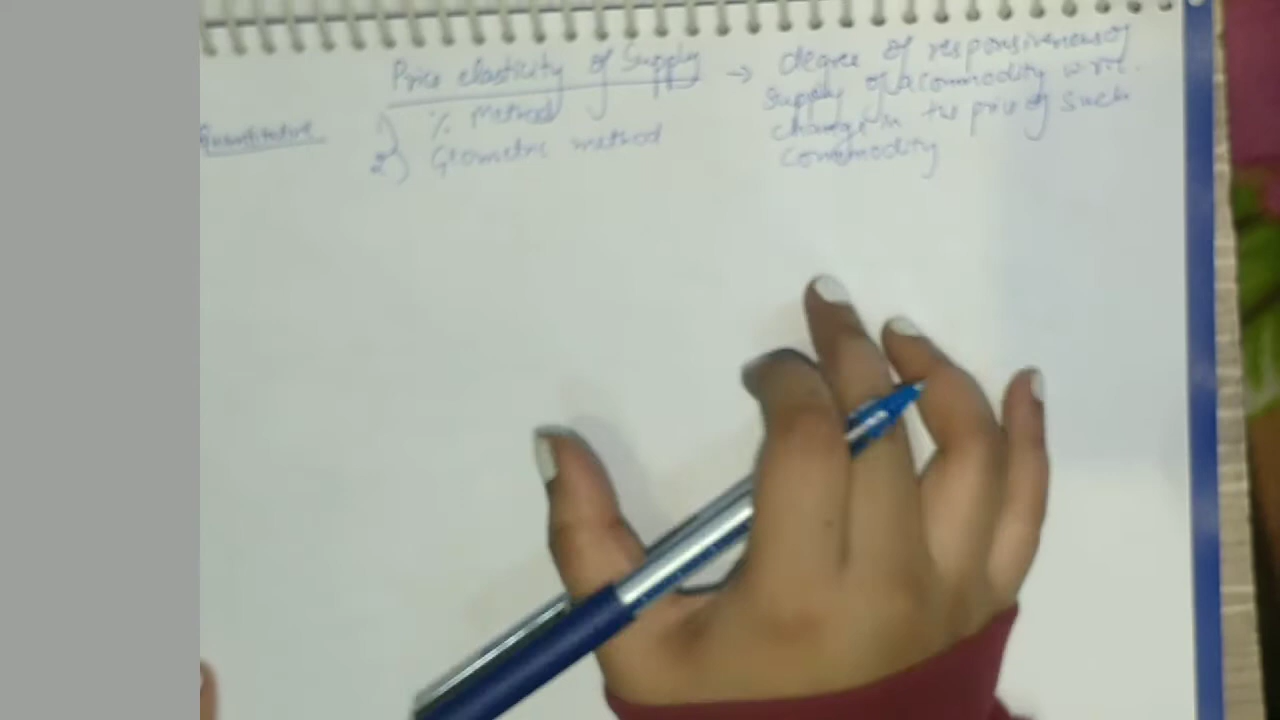 Price elasticity of Supply → degree of responsiveness of
supply of a commodity w.r.t.
change in the price of such
commodity
Quantitative
1) % Method
2) Geometric method